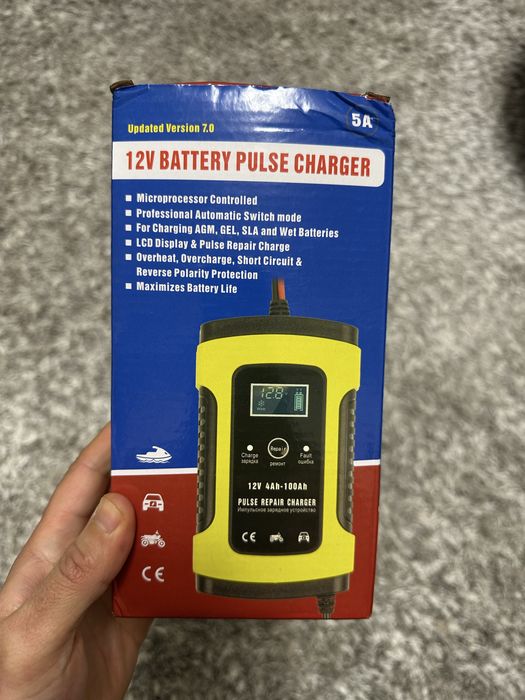 Updated Version 7.0
5A
12V BATTERY PULSE CHARGER
Microprocessor Controlled
Professional Automatic Switch mode
For Charging AGM, GEL, SLA and Wet Batteries
LCD Display & Pulse Repair Charge
Overheat, Overcharge, Short Circuit &
Reverse Polarity Protection
Maximizes Battery Life
12.8
Charge
зарядка
Repair
ремонт
Fault
ошибка
12V 4Ah-100Ah
PULSE REPAIR CHARGER
Импульсное зарядное устройство
CE